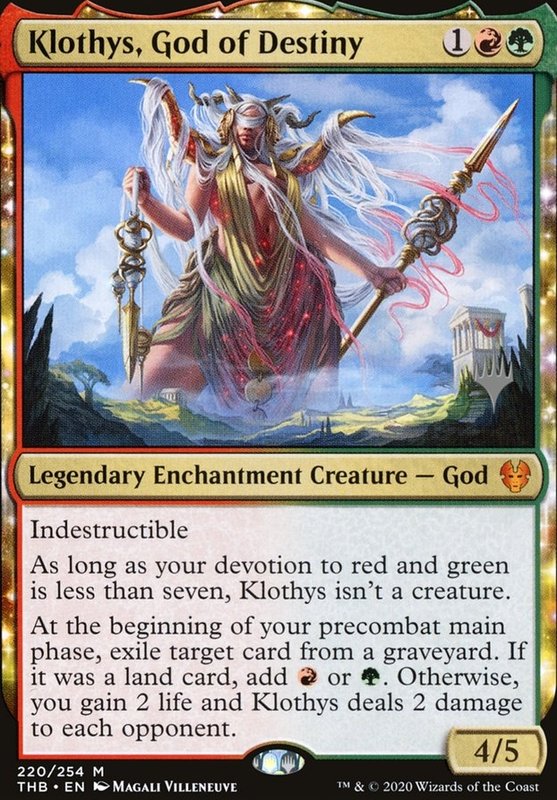 Klothys, God of Destiny 1
Legendary Enchantment Creature — God
Indestructible
As long as your devotion to red and green
is less than seven, Klothys isn't a creature.
At the beginning of your precombat main
phase, exile target card from a graveyard. If
it was a land card, add or . Otherwise,
you gain 2 life and Klothys deals 2 damage
to each opponent.
4/5
220/254 M
THB • EN MAGALI VILLENEUVE
™ & © 2020 Wizards of the Coast